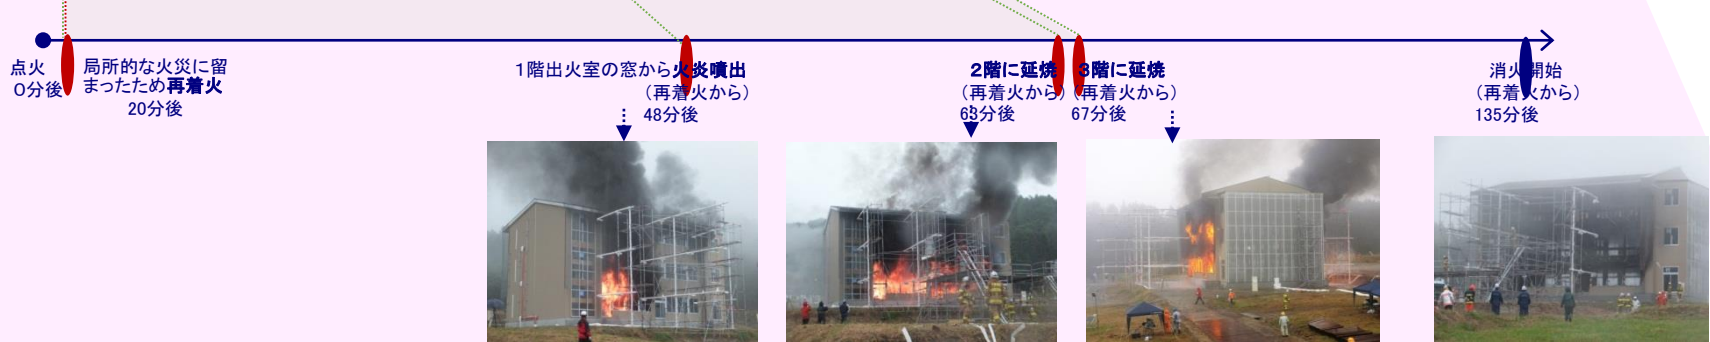 点火
0分後
局所的な火災に留
まったため再着火
20分後
1階出火室の窓から火炎噴出
(再着火から)
48分後
2階に延焼
(再着火から)
63分後
3階に延焼
(再着火から)
67分後
消火開始
(再着火から)
135分後